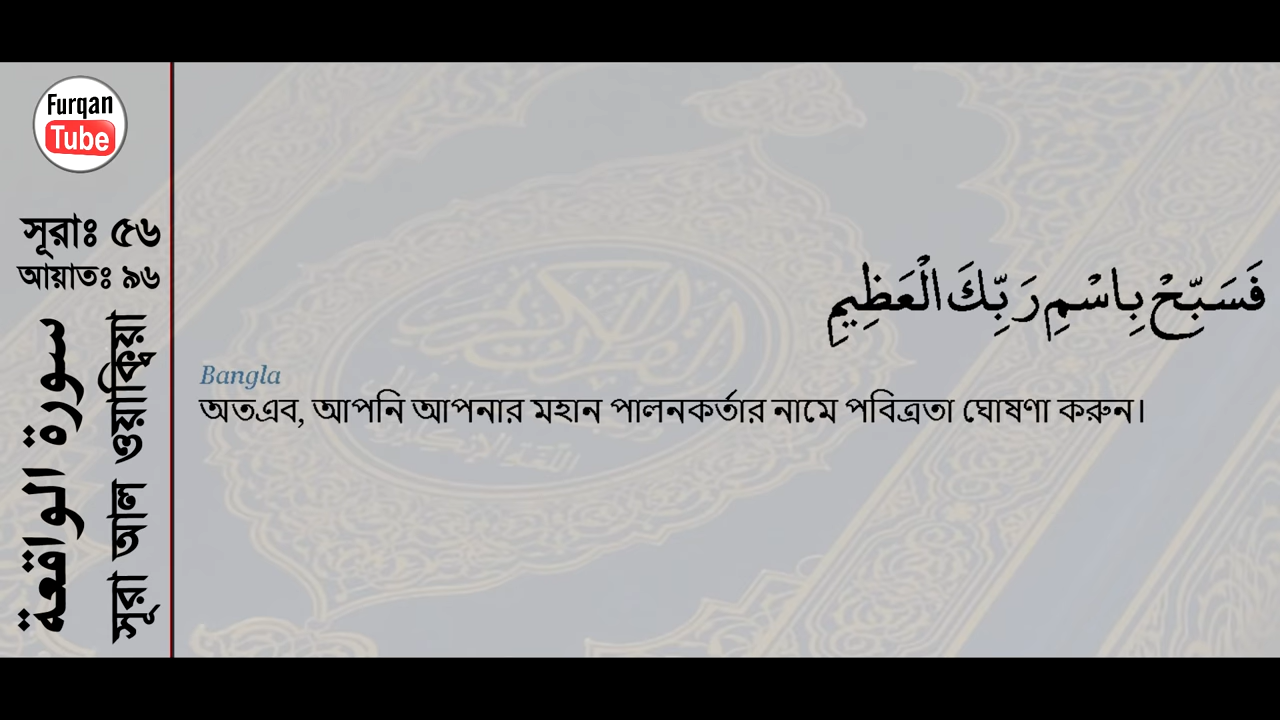 Furqan
Tube
সূরাঃ ৫৬
আয়াতঃ ৯৬
سورة الواقعة
সূরা আল ওয়াক্বিয়া
فَسَبِّحْ بِاسْمِ رَبِّكَ الْعَظِيمِ
Bangla
অতএব, আপনি আপনার মহান পালনকর্তার নামে পবিত্রতা ঘোষণা করুন।